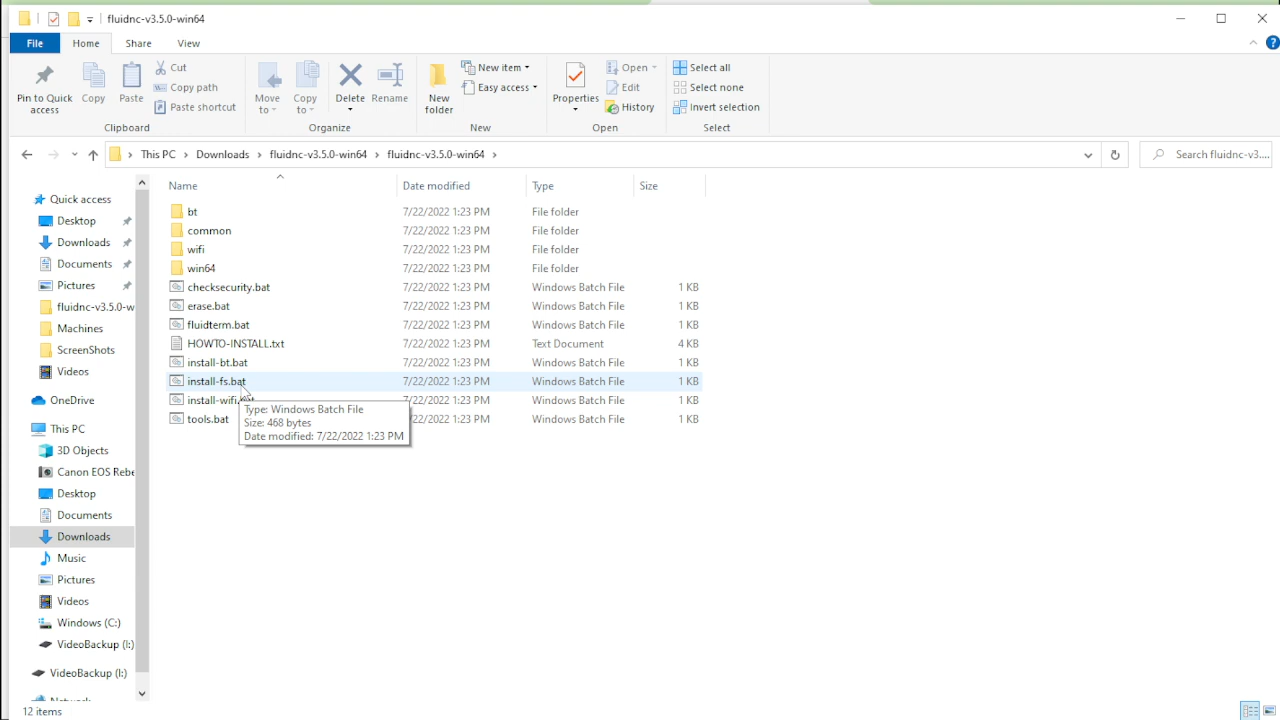 fluidnc-v3.5.0-win64
File Home Share View
Pin to Quick access
Copy
Paste
Cut
Copy path
Paste shortcut
Clipboard
Move to
Copy to
Delete
Rename
Organize
New folder
New item
Easy access
New
Properties
Open
Edit
History
Open
Select all
Select none
Invert selection
Select
This PC > Downloads > fluidnc-v3.5.0-win64 > fluidnc-v3.5.0-win64 >
Search fluidnc-v3....
Quick access
Desktop
Downloads
Documents
Pictures
fluidnc-v3.5.0-w
Machines
ScreenShots
Videos
OneDrive
This PC
3D Objects
Canon EOS Rebe
Desktop
Documents
Downloads
Music
Pictures
Videos
Windows (C:)
VideoBackup (I:)
VideoBackup (I:)
Name Date modified Type Size
bt 7/22/2022 1:23 PM File folder
common 7/22/2022 1:23 PM File folder
wifi 7/22/2022 1:23 PM File folder
win64 7/22/2022 1:23 PM File folder
checksecurity.bat 7/22/2022 1:23 PM Windows Batch File 1 KB
erase.bat 7/22/2022 1:23 PM Windows Batch File 1 KB
fluidterm.bat 7/22/2022 1:23 PM Windows Batch File 1 KB
HOWTO-INSTALL.txt 7/22/2022 1:23 PM Text Document 4 KB
install-bt.bat 7/22/2022 1:23 PM Windows Batch File 1 KB
install-fs.bat 7/22/2022 1:23 PM Windows Batch File 1 KB
install-wifi. 7/22/2022 1:23 PM Windows Batch File 1 KB
tools.bat /22/2022 1:23 PM Windows Batch File 1 KB
Type: Windows Batch File
Size: 468 bytes
Date modified: 7/22/2022 1:23 PM
12 items